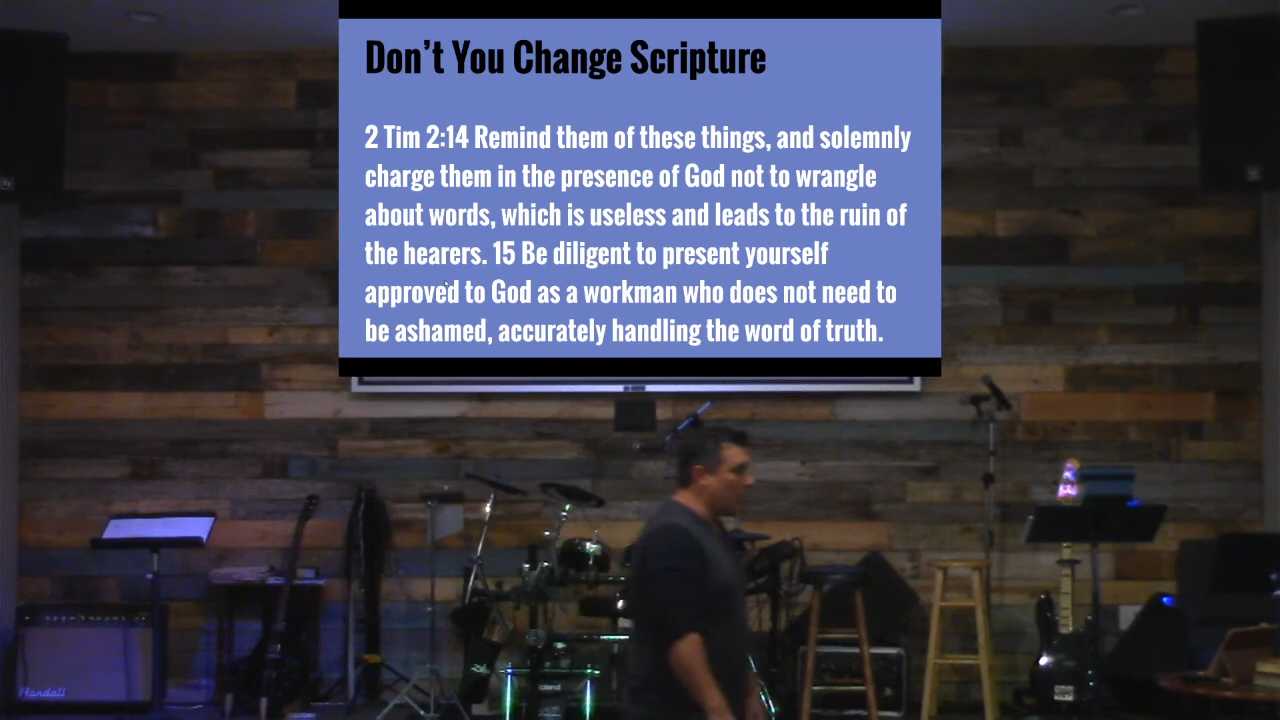 Don’t You Change Scripture
2 Tim 2:14 Remind them of these things, and solemnly
charge them in the presence of God not to wrangle
about words, which is useless and leads to the ruin of
the hearers. 15 Be diligent to present yourself
approved to God as a workman who does not need to
be ashamed, accurately handling the word of truth.
Randall
Roland